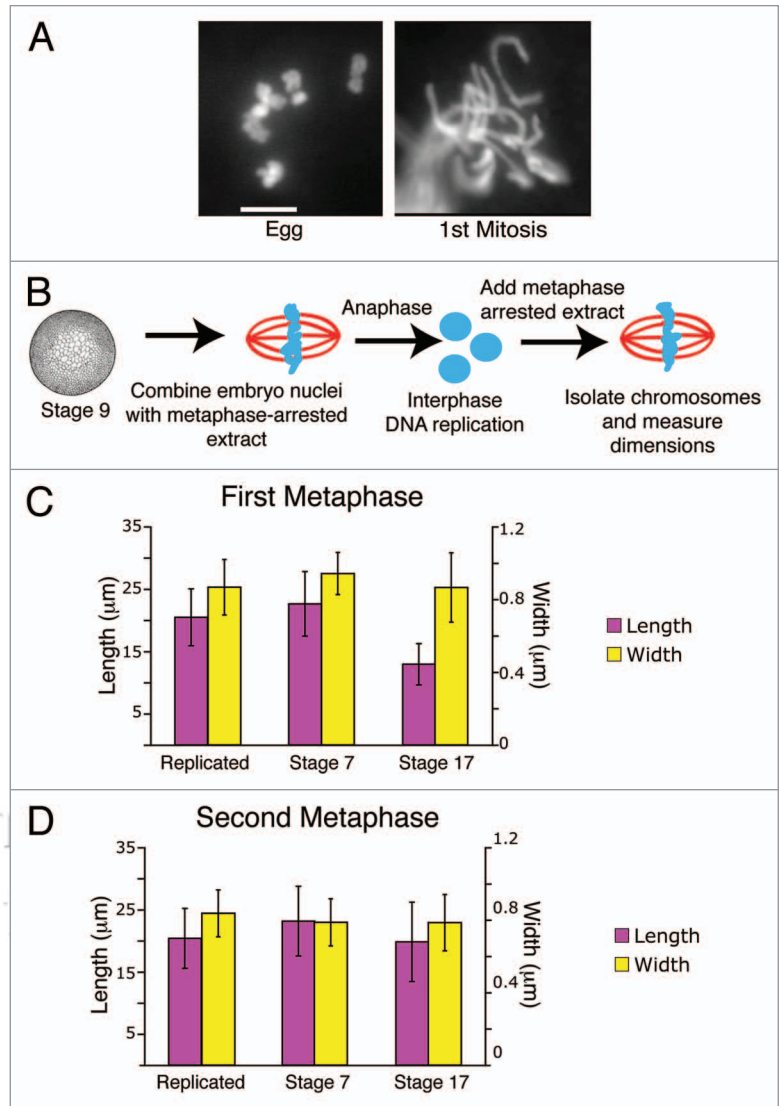 A
Egg
1st Mitosis
B
Stage 9
Combine embryo nuclei
with metaphase-arrested
extract
Anaphase
Interphase
DNA replication
Add metaphase
arrested extract
Isolate chromosomes
and measure
dimensions
C
First Metaphase
Length (μm)
35
25
15
5
Width (μm)
1.2
0.8
0.4
0
Replicated
Stage 7
Stage 17
Length
Width
D
Second Metaphase
Length (μm)
35
25
15
5
Width (μm)
1.2
0.8
0.4
0
Replicated
Stage 7
Stage 17
Length
Width